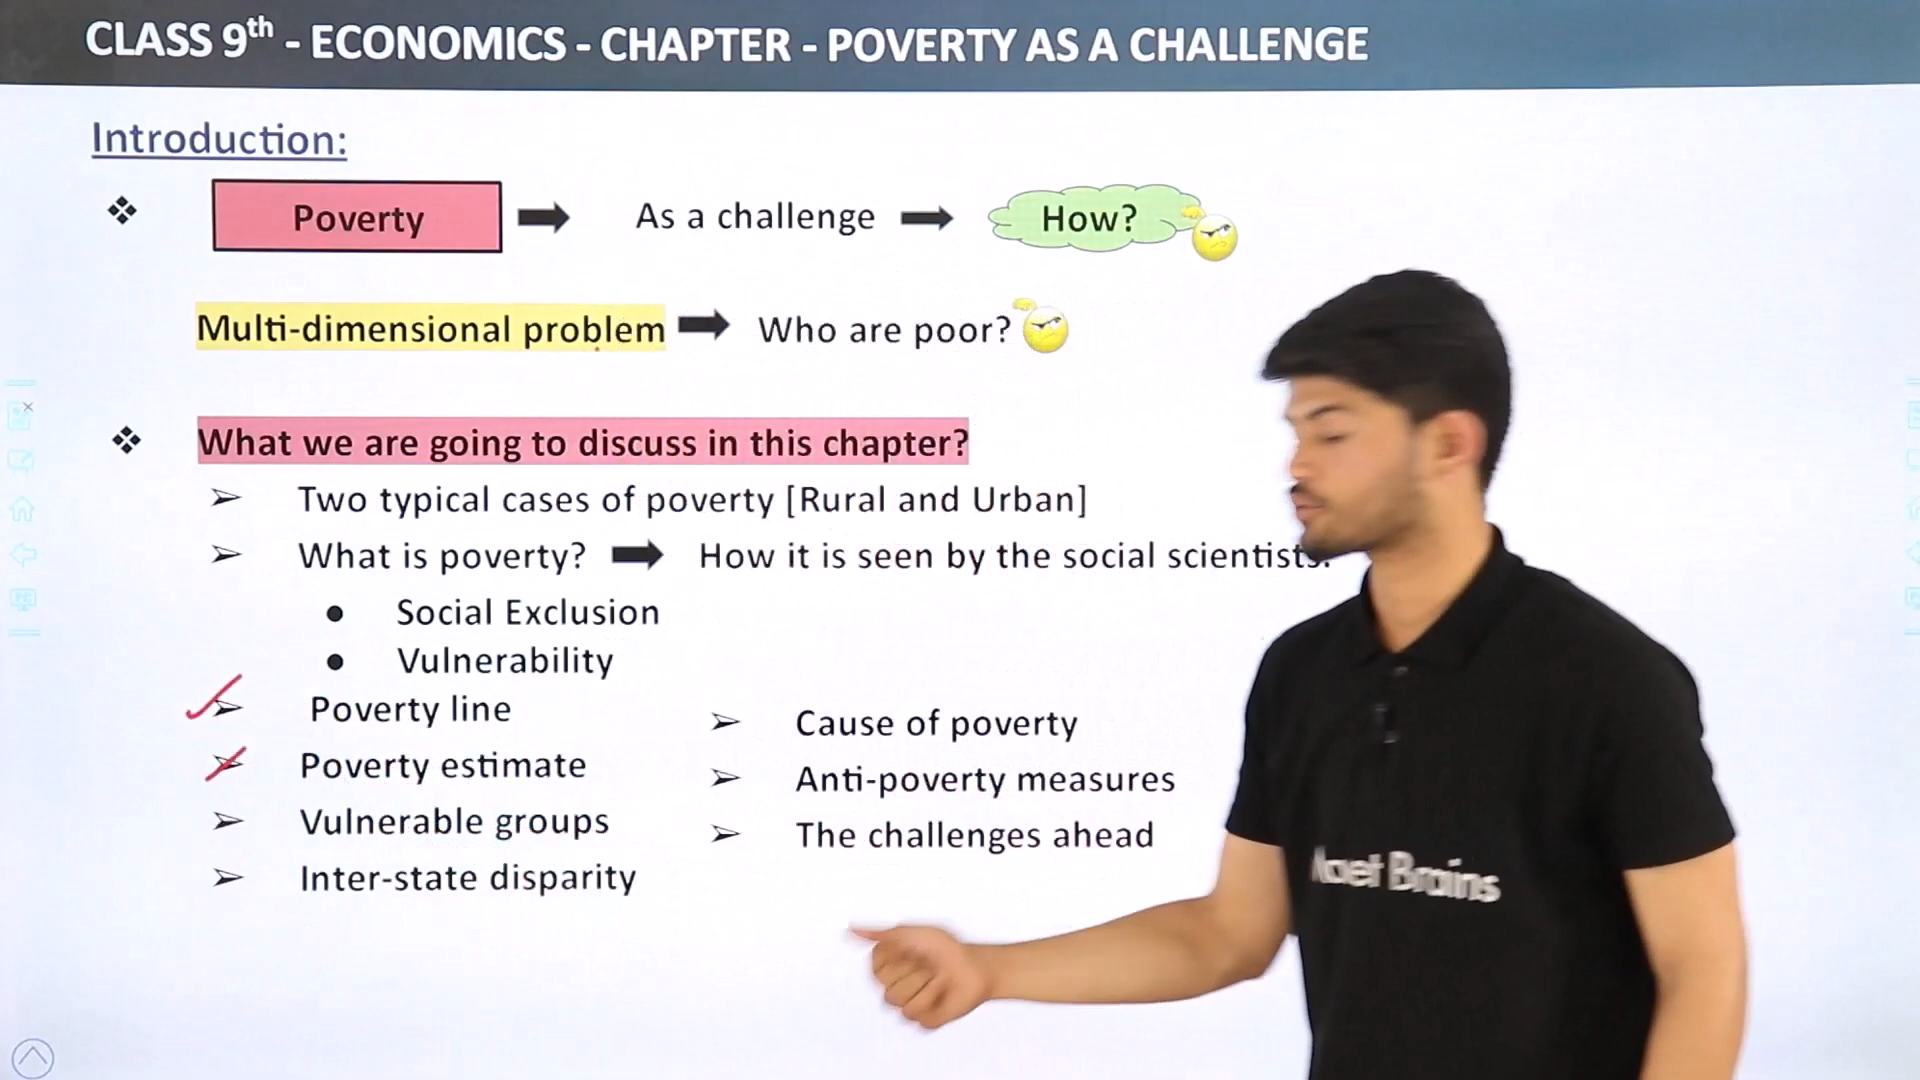 CLASS 9th - ECONOMICS - CHAPTER - POVERTY AS A CHALLENGE
Introduction:
Poverty As a challenge How?
Multi-dimensional problem Who are poor?
What we are going to discuss in this chapter?
Two typical cases of poverty [Rural and Urban]
What is poverty? How it is seen by the social scientists.
Social Exclusion
Vulnerability
Poverty line
Poverty estimate
Vulnerable groups
Inter-state disparity
Cause of poverty
Anti-poverty measures
The challenges ahead
Brains